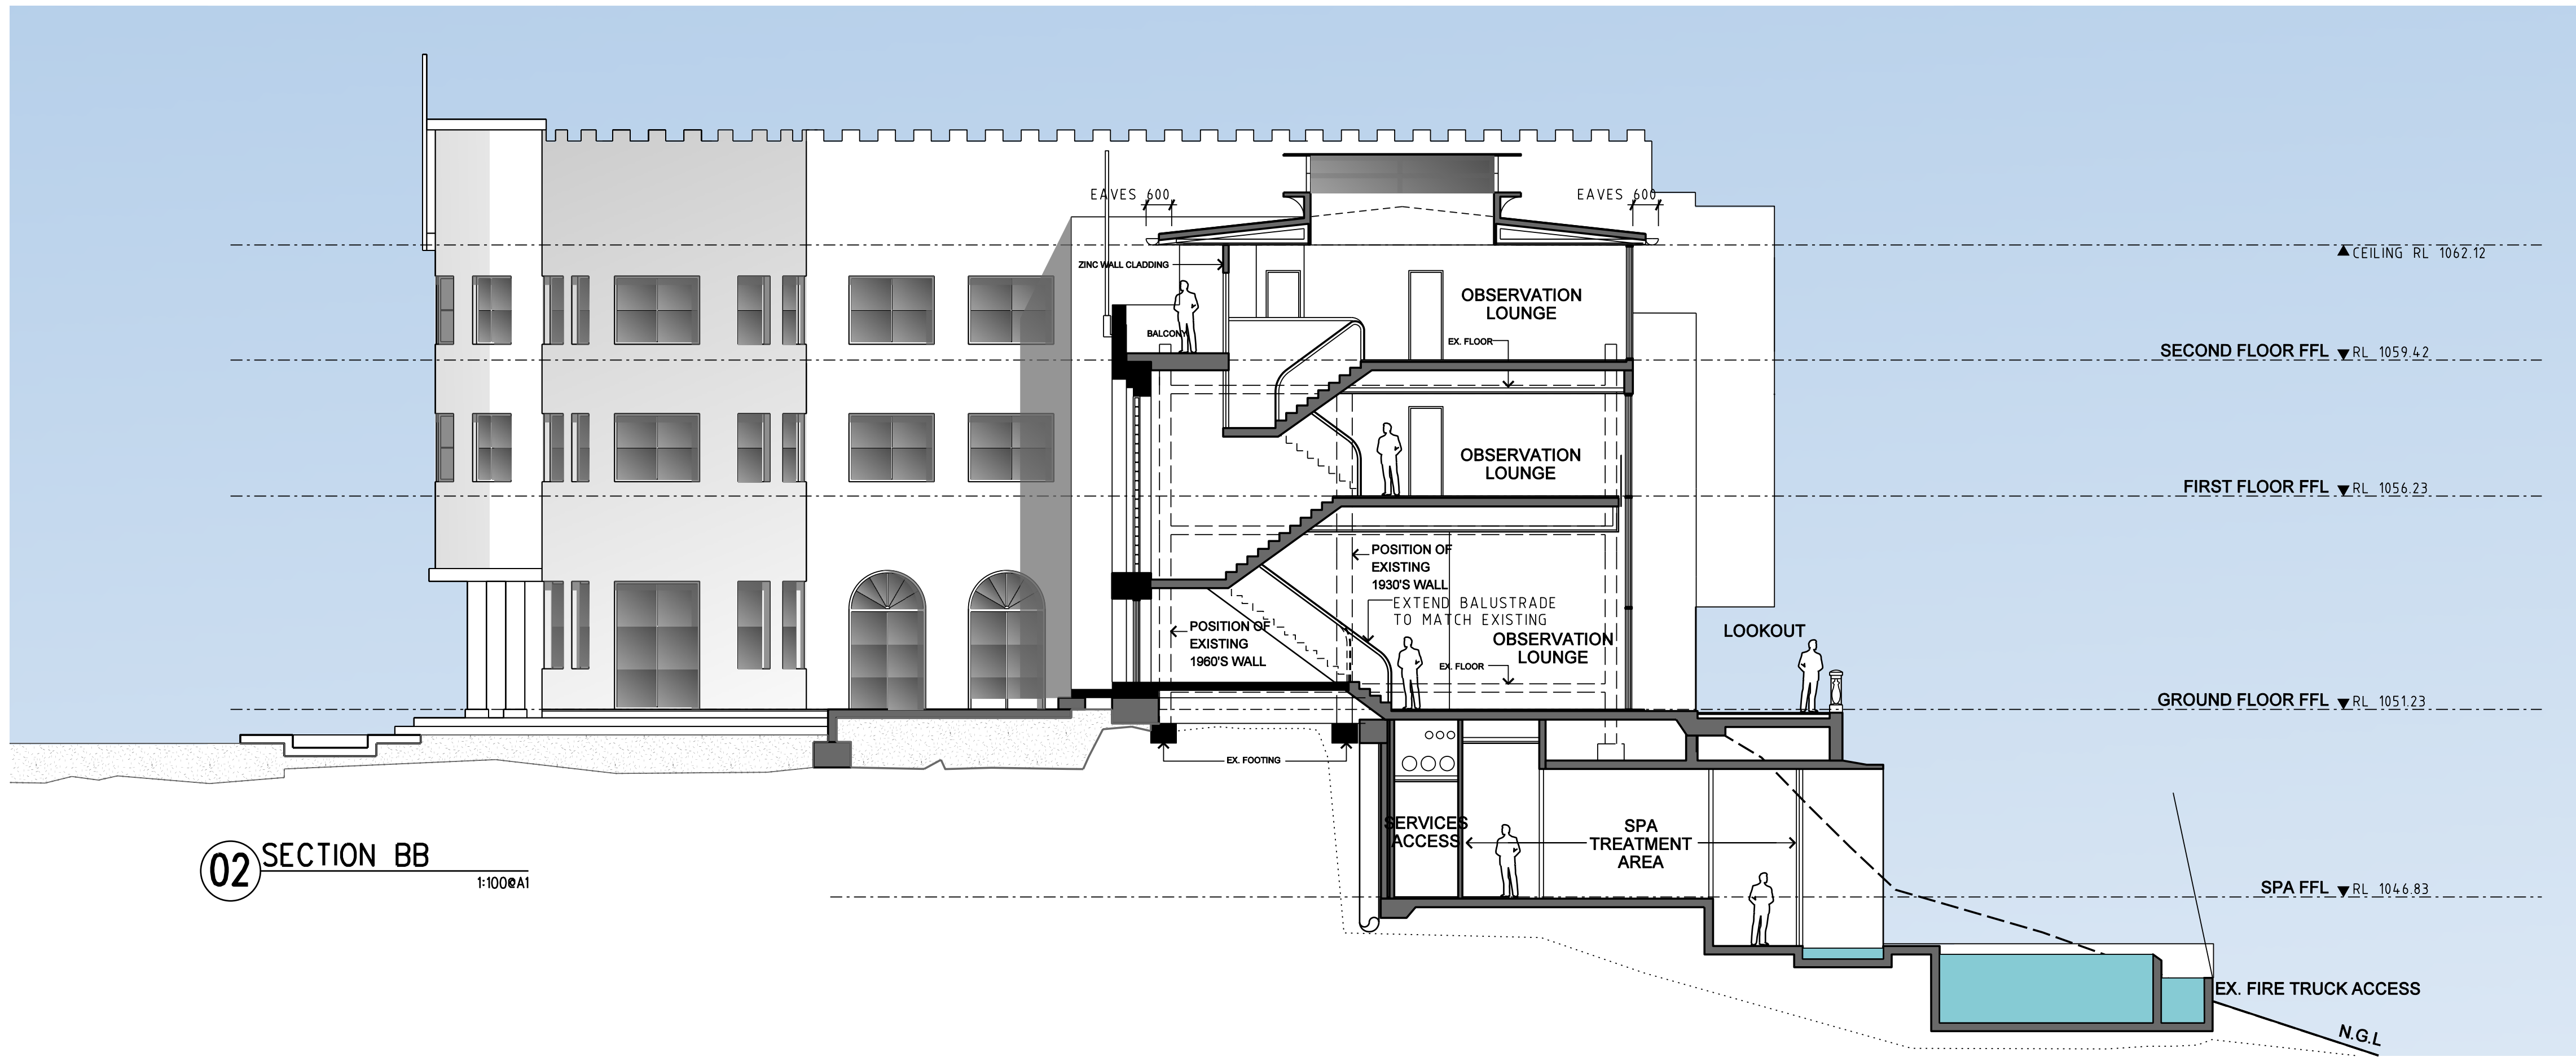 EAVES 600
EAVES 600
CEILING RL 1062.12
ZINC WALL CLADDING
OBSERVATION
LOUNGE
BALCONY
EX. FLOOR
SECOND FLOOR FFL RL 1059.42
OBSERVATION
LOUNGE
FIRST FLOOR FFL RL 1056.23
POSITION OF
EXISTING
1930'S WALL
EXTEND BALUSTRADE
TO MATCH EXISTING
POSITION OF
EXISTING
1960'S WALL
OBSERVATION
LOUNGE
EX. FLOOR
LOOKOUT
GROUND FLOOR FFL RL 1051.23
EX. FOOTING
SERVICES
ACCESS
SPA
TREATMENT
AREA
02 SECTION BB
1:100@A1
SPA FFL RL 1046.83
EX. FIRE TRUCK ACCESS
N.G.L